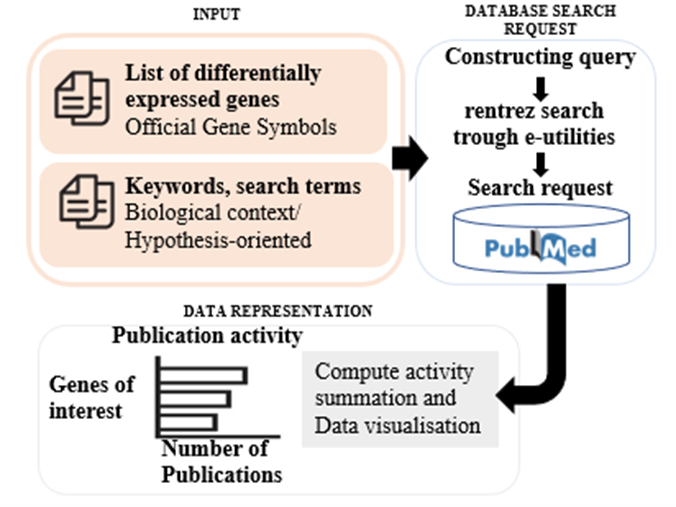 INPUT
List of differentially
expressed genes
Official Gene Symbols
Keywords, search terms
Biological context/
Hypothesis-oriented
DATABASE SEARCH
REQUEST
Constructing query
rentrez search
trough e-utilities
Search request
PubMed
DATA REPRESENTATION
Publication activity
Genes of
interest
Number of
Publications
Compute activity
summation and
Data visualisation